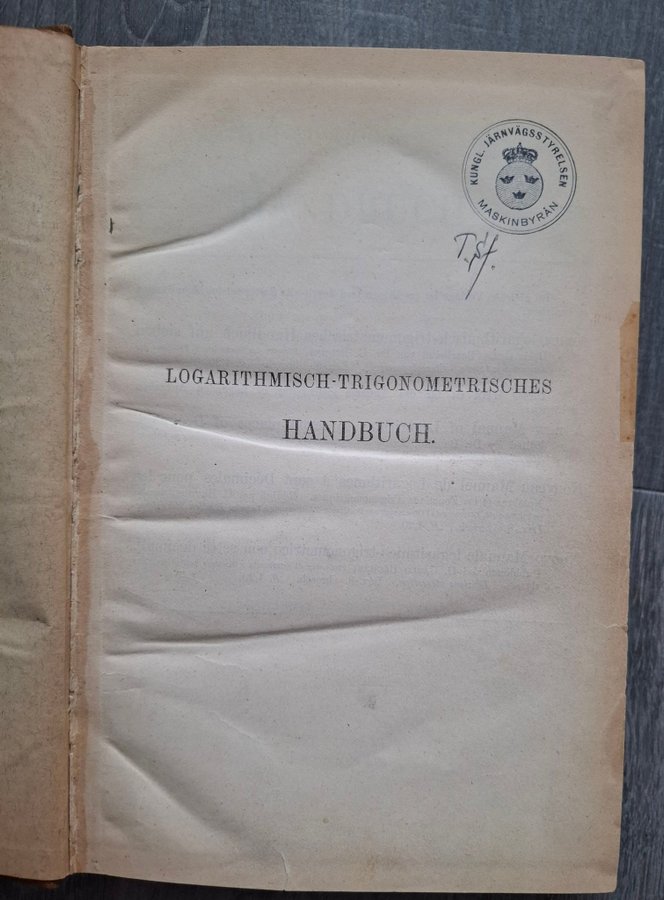 KUNGL. JÄRNVÄGSSTYRELSEN
MASKINBYRÅN
LOGARITHMISCH-TRIGONOMETRISCHES
HANDBUCH.